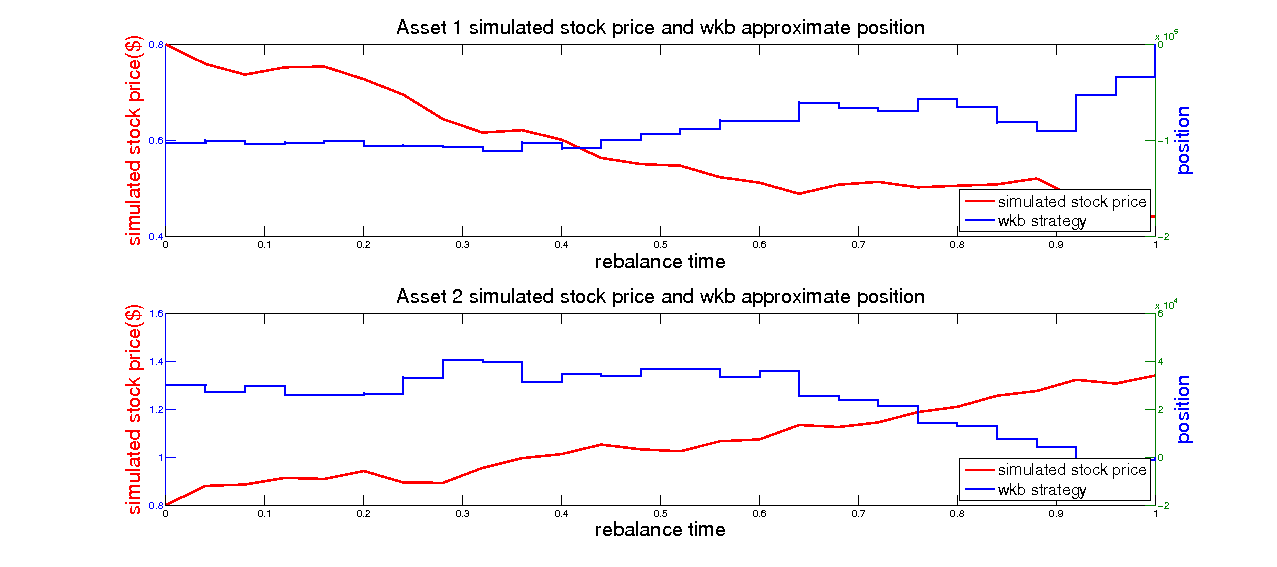 Asset 1 simulated stock price and wkb approximate position
x 10^5
simulated stock price($)
0.8
0.6
0.4
0
-1
-2
position
simulated stock price
wkb strategy
0 0.1 0.2 0.3 0.4 0.5 0.6 0.7 0.8 0.9 1
rebalance time
Asset 2 simulated stock price and wkb approximate position
x 10^4
simulated stock price($)
1.6
1.4
1.2
1
0.8
6
4
2
0
-2
position
simulated stock price
wkb strategy
0 0.1 0.2 0.3 0.4 0.5 0.6 0.7 0.8 0.9 1
rebalance time